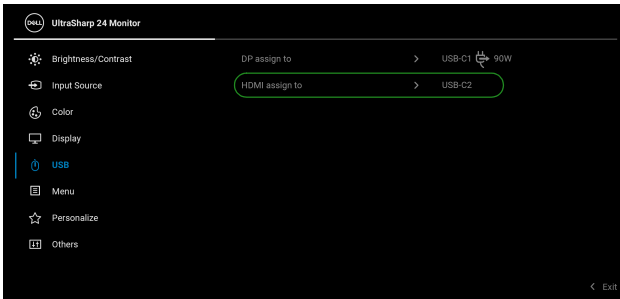 DELL UltraSharp 24 Monitor
Brightness/Contrast
DP assign to > USB-C1 90W
Input Source
HDMI assign to > USB-C2
Color
Display
USB
Menu
Personalize
Others
< Exit